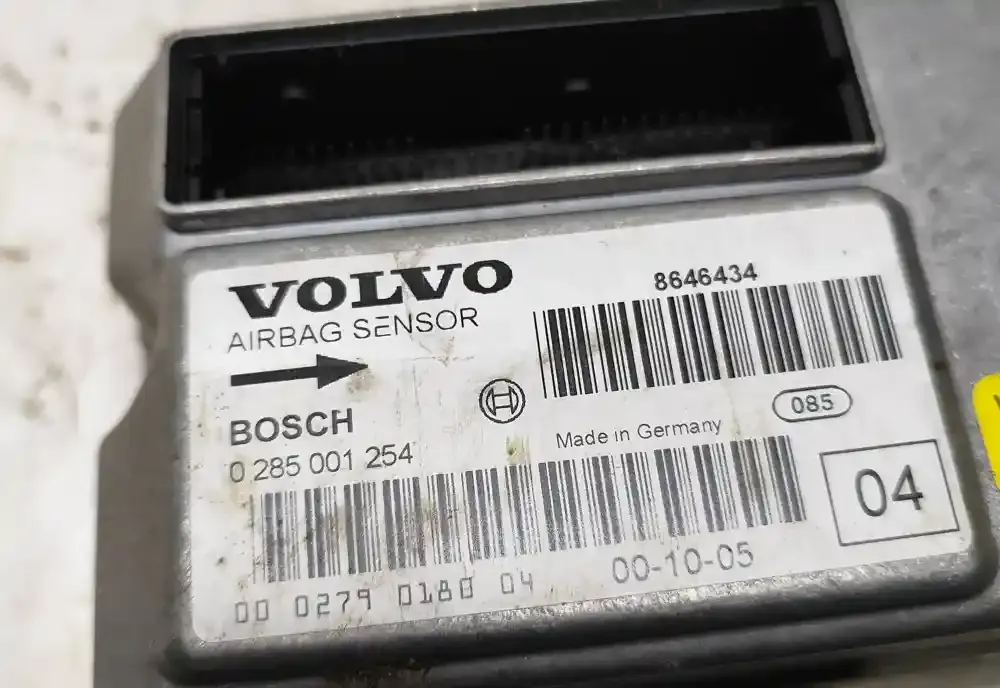 VOLVO
AIRBAG SENSOR
8646434
BOSCH
0 285 001 254
085
Made in Germany
04
00 0279 0180 04
00-10-05